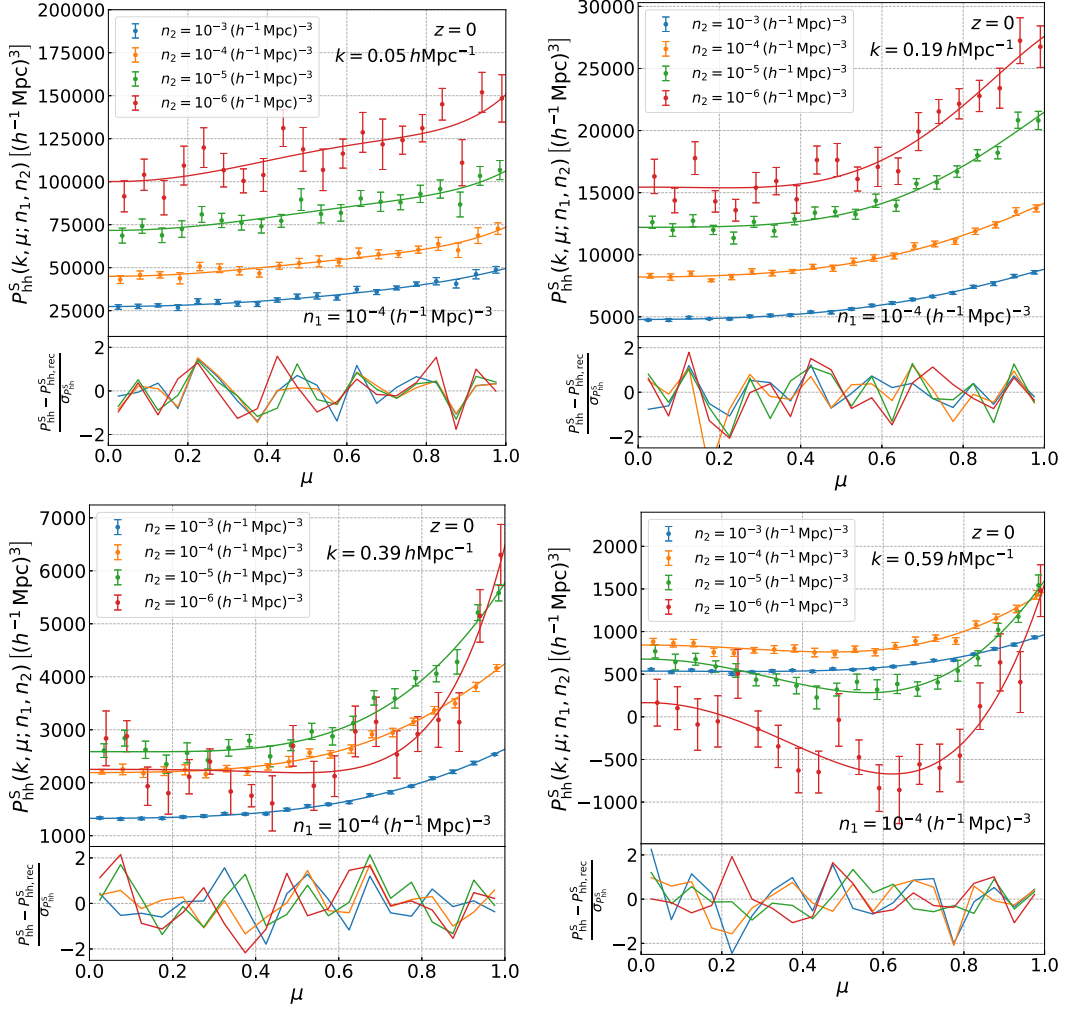 200000
175000
150000
125000
100000
75000
50000
25000
P^S_hh(k, μ; n₁, n₂) [(h⁻¹ Mpc)³]
n₂ = 10⁻³ (h⁻¹ Mpc)⁻³
n₂ = 10⁻⁴ (h⁻¹ Mpc)⁻³
n₂ = 10⁻⁵ (h⁻¹ Mpc)⁻³
n₂ = 10⁻⁶ (h⁻¹ Mpc)⁻³
z = 0
k = 0.05 hMpc⁻¹
n₁ = 10⁻⁴ (h⁻¹ Mpc)⁻³
2
0
−2
P^S_hh − P^S_hh,rec
σ_P^S_hh
0.0 0.2 0.4 0.6 0.8 1.0
μ
30000
25000
20000
15000
10000
5000
P^S_hh(k, μ; n₁, n₂) [(h⁻¹ Mpc)³]
n₂ = 10⁻³ (h⁻¹ Mpc)⁻³
n₂ = 10⁻⁴ (h⁻¹ Mpc)⁻³
n₂ = 10⁻⁵ (h⁻¹ Mpc)⁻³
n₂ = 10⁻⁶ (h⁻¹ Mpc)⁻³
z = 0
k = 0.19 hMpc⁻¹
n₁ = 10⁻⁴ (h⁻¹ Mpc)⁻³
2
0
−2
P^S_hh − P^S_hh,rec
σ_P^S_hh
0.0 0.2 0.4 0.6 0.8 1.0
μ
7000
6000
5000
4000
3000
2000
1000
P^S_hh(k, μ; n₁, n₂) [(h⁻¹ Mpc)³]
n₂ = 10⁻³ (h⁻¹ Mpc)⁻³
n₂ = 10⁻⁴ (h⁻¹ Mpc)⁻³
n₂ = 10⁻⁵ (h⁻¹ Mpc)⁻³
n₂ = 10⁻⁶ (h⁻¹ Mpc)⁻³
z = 0
k = 0.39 hMpc⁻¹
n₁ = 10⁻⁴ (h⁻¹ Mpc)⁻³
2
0
−2
P^S_hh − P^S_hh,rec
σ_P^S_hh
0.0 0.2 0.4 0.6 0.8 1.0
μ
2000
1500
1000
500
0
−500
−1000
P^S_hh(k, μ; n₁, n₂) [(h⁻¹ Mpc)³]
n₂ = 10⁻³ (h⁻¹ Mpc)⁻³
n₂ = 10⁻⁴ (h⁻¹ Mpc)⁻³
n₂ = 10⁻⁵ (h⁻¹ Mpc)⁻³
n₂ = 10⁻⁶ (h⁻¹ Mpc)⁻³
z = 0
k = 0.59 hMpc⁻¹
n₁ = 10⁻⁴ (h⁻¹ Mpc)⁻³
2
0
−2
P^S_hh − P^S_hh,rec
σ_P^S_hh
0.0 0.2 0.4 0.6 0.8 1.0
μ